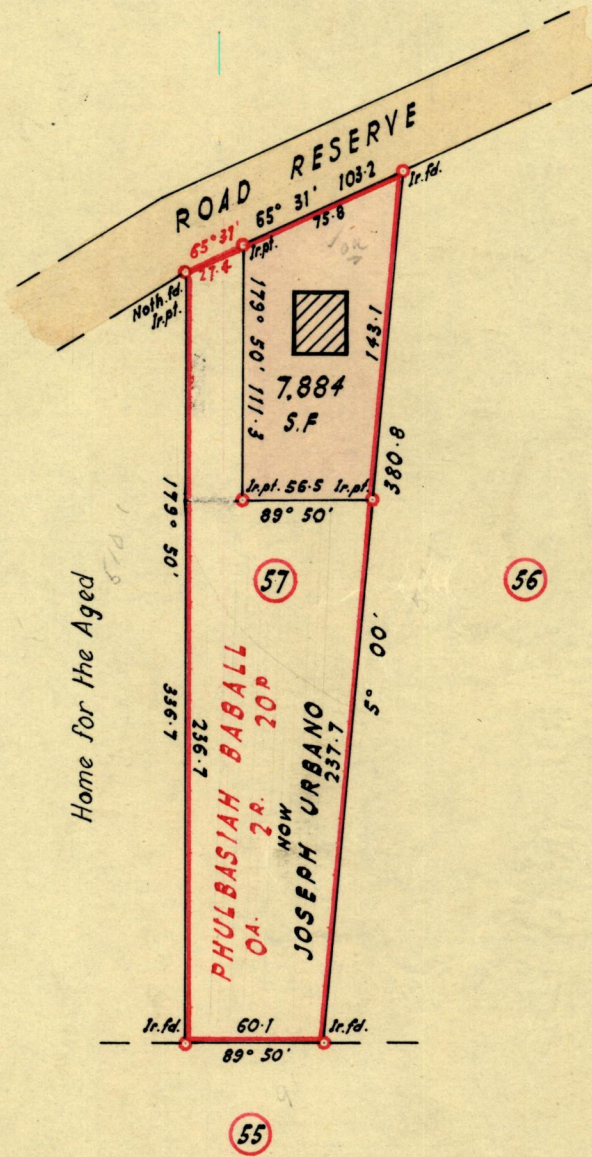 ROAD RESERVE
65° 31' 103·2
75·8
65° 31'
27·4
Ir.fd.
Ir.pt.
Noth.fd.
Ir.pt.
179° 50' 111·3
7,884
S.F
143·1
380·8
Ir.pt. 56·5 Ir.pt.
89° 50'
179° 50'
336·7
236·7
57
56
5° 00'
237·7
Home for the Aged
PHULBASIAH BABALL
0A. 2R. 20P
NOW
JOSEPH URBANO
Ir.fd. 60·1 Ir.fd.
89° 50'
55